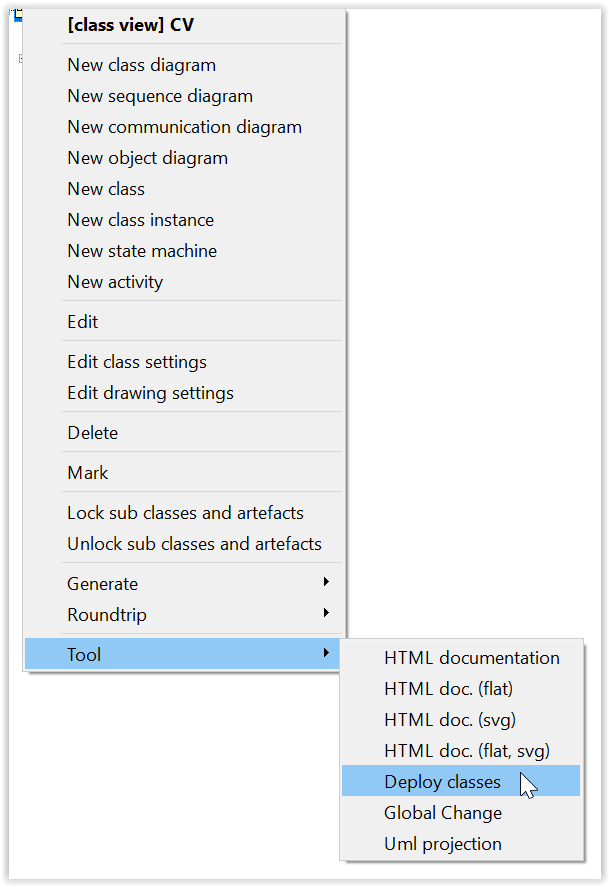 [class view] CV
New class diagram
New sequence diagram
New communication diagram
New object diagram
New class
New class instance
New state machine
New activity
Edit
Edit class settings
Edit drawing settings
Delete
Mark
Lock sub classes and artefacts
Unlock sub classes and artefacts
Generate
Roundtrip
Tool
HTML documentation
HTML doc. (flat)
HTML doc. (svg)
HTML doc. (flat, svg)
Deploy classes
Global Change
Uml projection